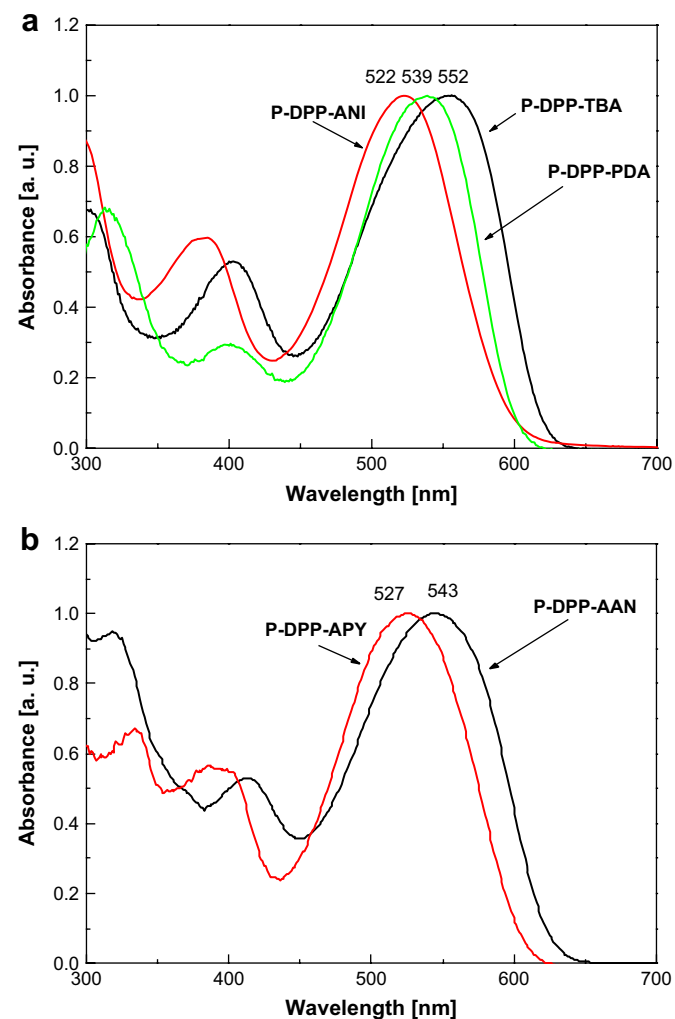 a
1.2
522 539 552
1.0
P-DPP-ANI
P-DPP-TBA
0.8
P-DPP-PDA
0.6
0.4
0.2
0.0
Absorbance [a. u.]
300 400 500 600 700
Wavelength [nm]
b
1.2
527 543
1.0
P-DPP-APY
P-DPP-AAN
0.8
0.6
0.4
0.2
0.0
Absorbance [a. u.]
300 400 500 600 700
Wavelength [nm]